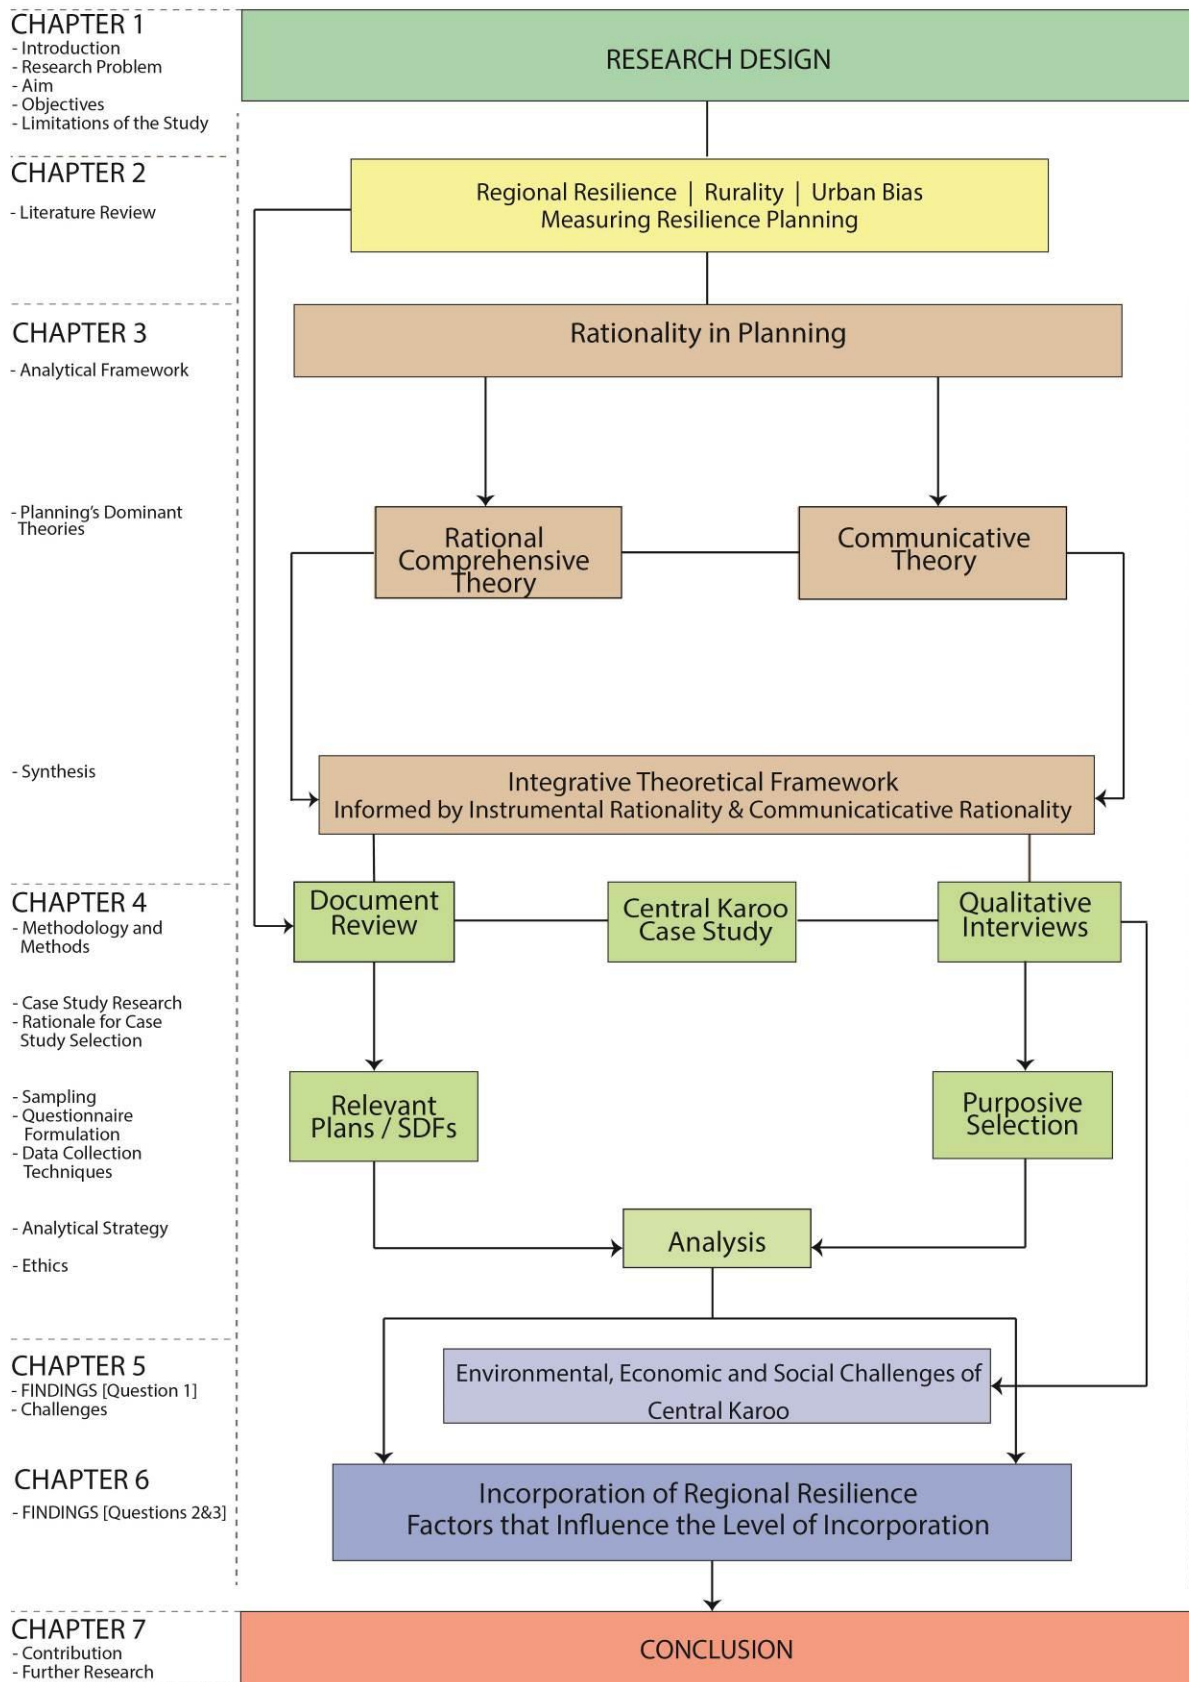 CHAPTER 1
- Introduction
- Research Problem
- Aim
- Objectives
- Limitations of the Study
RESEARCH DESIGN
CHAPTER 2
- Literature Review
Regional Resilience | Rurality | Urban Bias
Measuring Resilience Planning
CHAPTER 3
- Analytical Framework
Rationality in Planning
- Planning's Dominant
Theories
Rational
Comprehensive
Theory
Communicative
Theory
- Synthesis
Integrative Theoretical Framework
Informed by Instrumental Rationality & Communicaticative Rationality
CHAPTER 4
- Methodology and
Methods
Document
Review
Central Karoo
Case Study
Qualitative
Interviews
- Case Study Research
- Rationale for Case
Study Selection
- Sampling
- Questionnaire
Formulation
- Data Collection
Techniques
Relevant
Plans / SDFs
Purposive
Selection
- Analytical Strategy
- Ethics
Analysis
CHAPTER 5
- FINDINGS [Question 1]
- Challenges
Environmental, Economic and Social Challenges of
Central Karoo
CHAPTER 6
- FINDINGS [Questions 2&3]
Incorporation of Regional Resilience
Factors that Influence the Level of Incorporation
CHAPTER 7
- Contribution
- Further Research
CONCLUSION